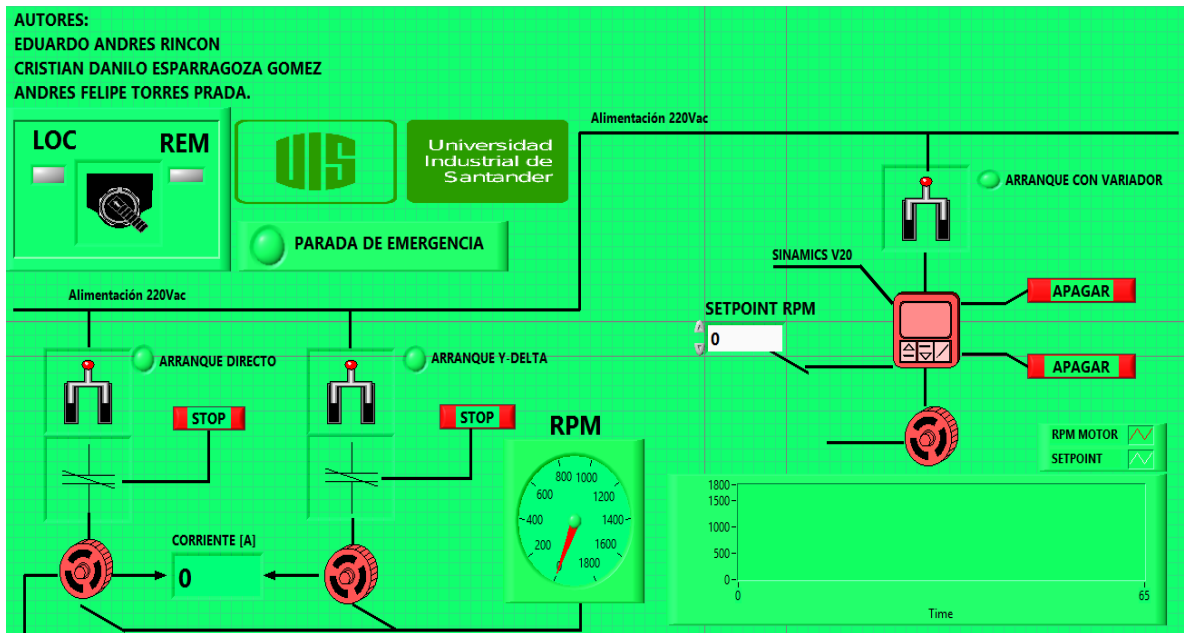 AUTORES:
EDUARDO ANDRES RINCON
CRISTIAN DANILO ESPARRAGOZA GOMEZ
ANDRES FELIPE TORRES PRADA.
LOC
REM
UIS
Universidad
Industrial de
Santander
PARADA DE EMERGENCIA
Alimentación 220Vac
ARRANQUE CON VARIADOR
SINAMICS V20
APAGAR
SETPOINT RPM
0
APAGAR
Alimentación 220Vac
ARRANQUE DIRECTO
ARRANQUE Y-DELTA
STOP
STOP
CORRIENTE [A]
0
RPM
0
200
400
600
800
1000
1200
1400
1600
1800
RPM MOTOR
SETPOINT
1800
1500
1000
500
0
0
65
Time